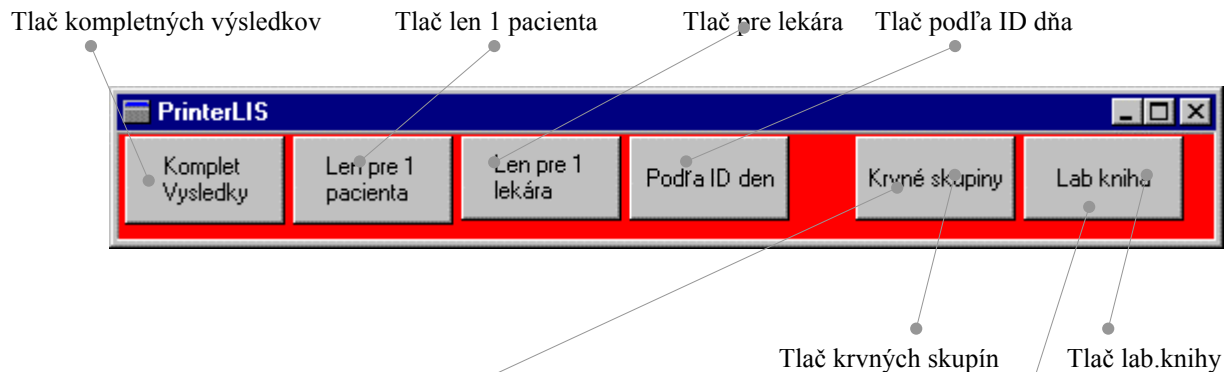 Tlač kompletných výsledkov Tlač len 1 pacienta Tlač pre lekára Tlač podľa ID dňa
PrinterLIS
Komplet
Vysledky
Len pre 1
pacienta
Len pre 1
lekára
Podľa ID den
Krvné skupiny
Lab kniha
Tlač krvných skupín Tlač lab.knihy